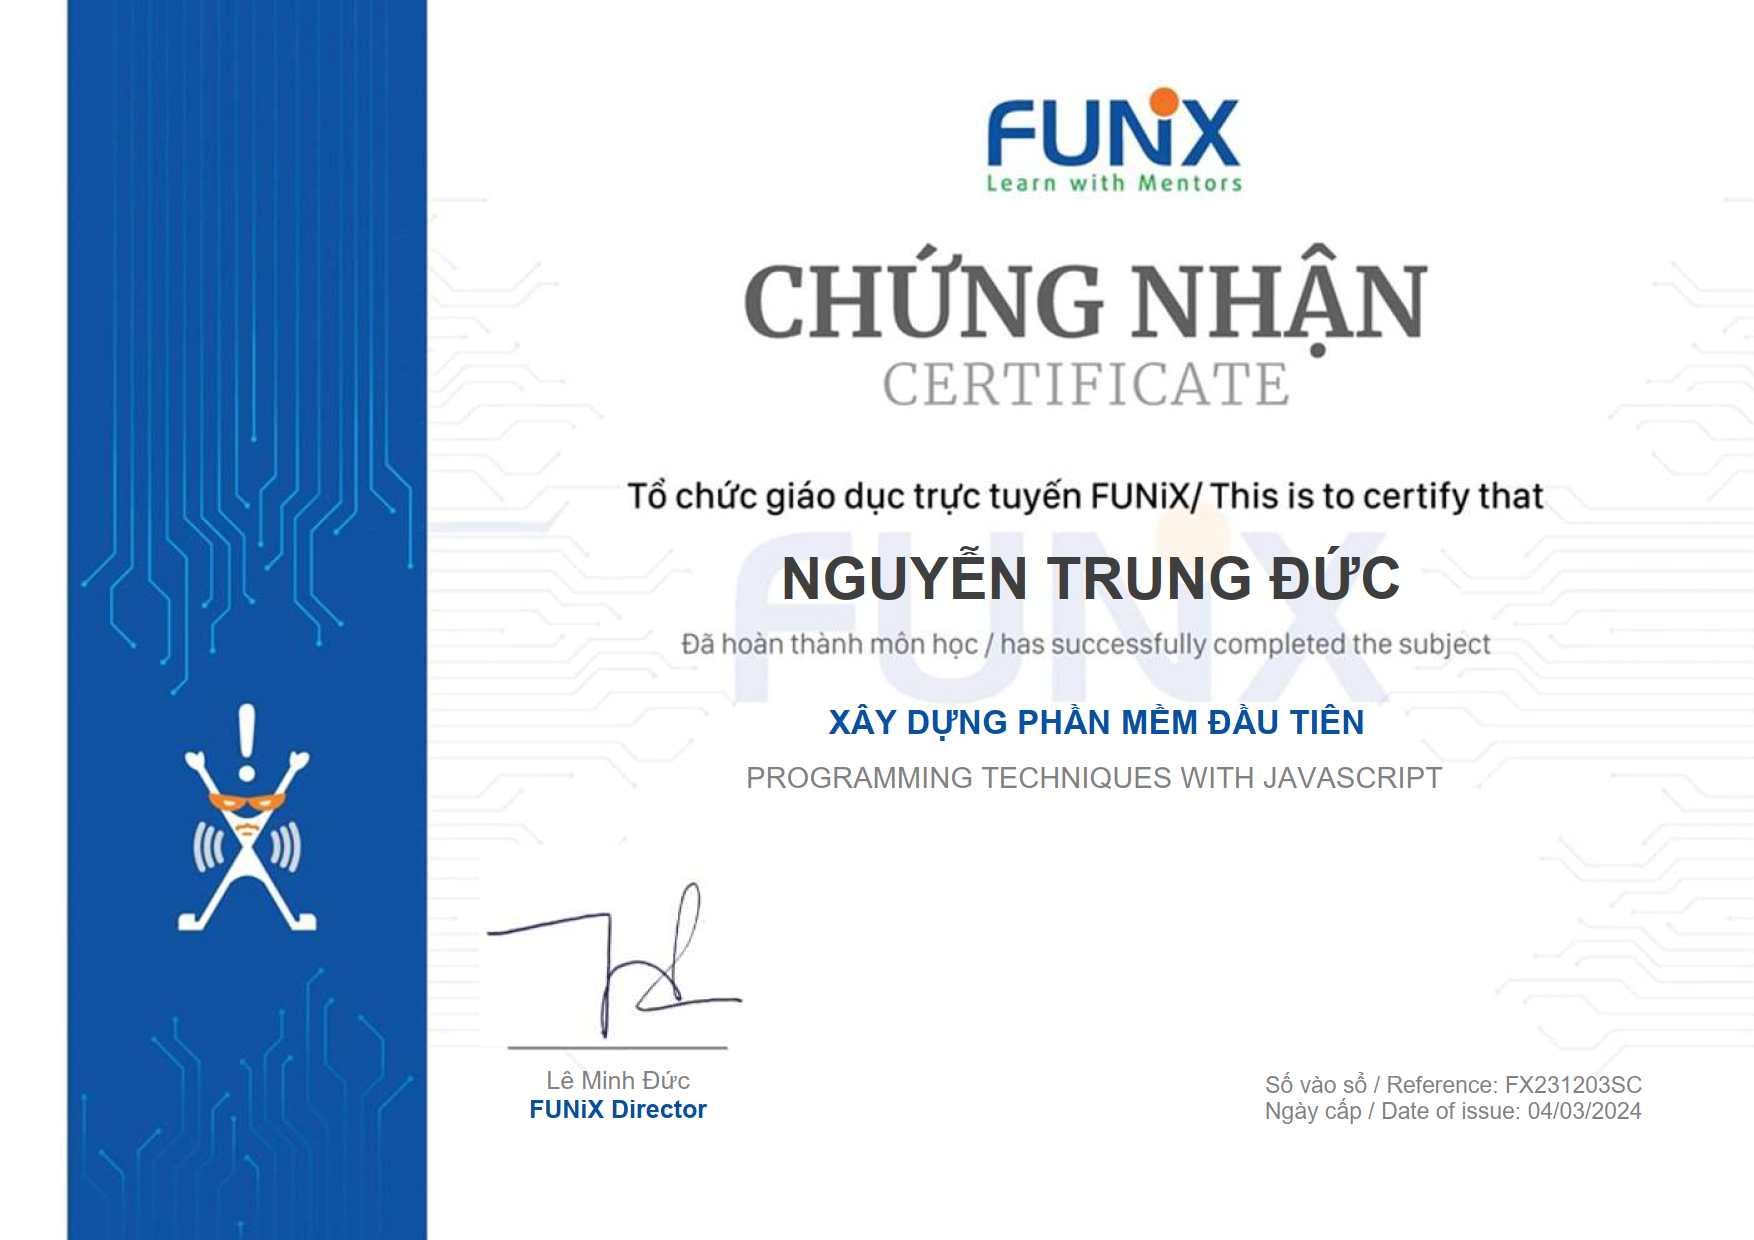 FUNiX
Learn with Mentors
CHỨNG NHẬN
CERTIFICATE
Tổ chức giáo dục trực tuyến FUNiX/ This is to certify that
FUNiX
NGUYỄN TRUNG ĐỨC
Đã hoàn thành môn học / has successfully completed the subject
XÂY DỰNG PHẦN MỀM ĐẦU TIÊN
PROGRAMMING TECHNIQUES WITH JAVASCRIPT
Lê Minh Đức
FUNiX Director
Số vào sổ / Reference: FX231203SC
Ngày cấp / Date of issue: 04/03/2024